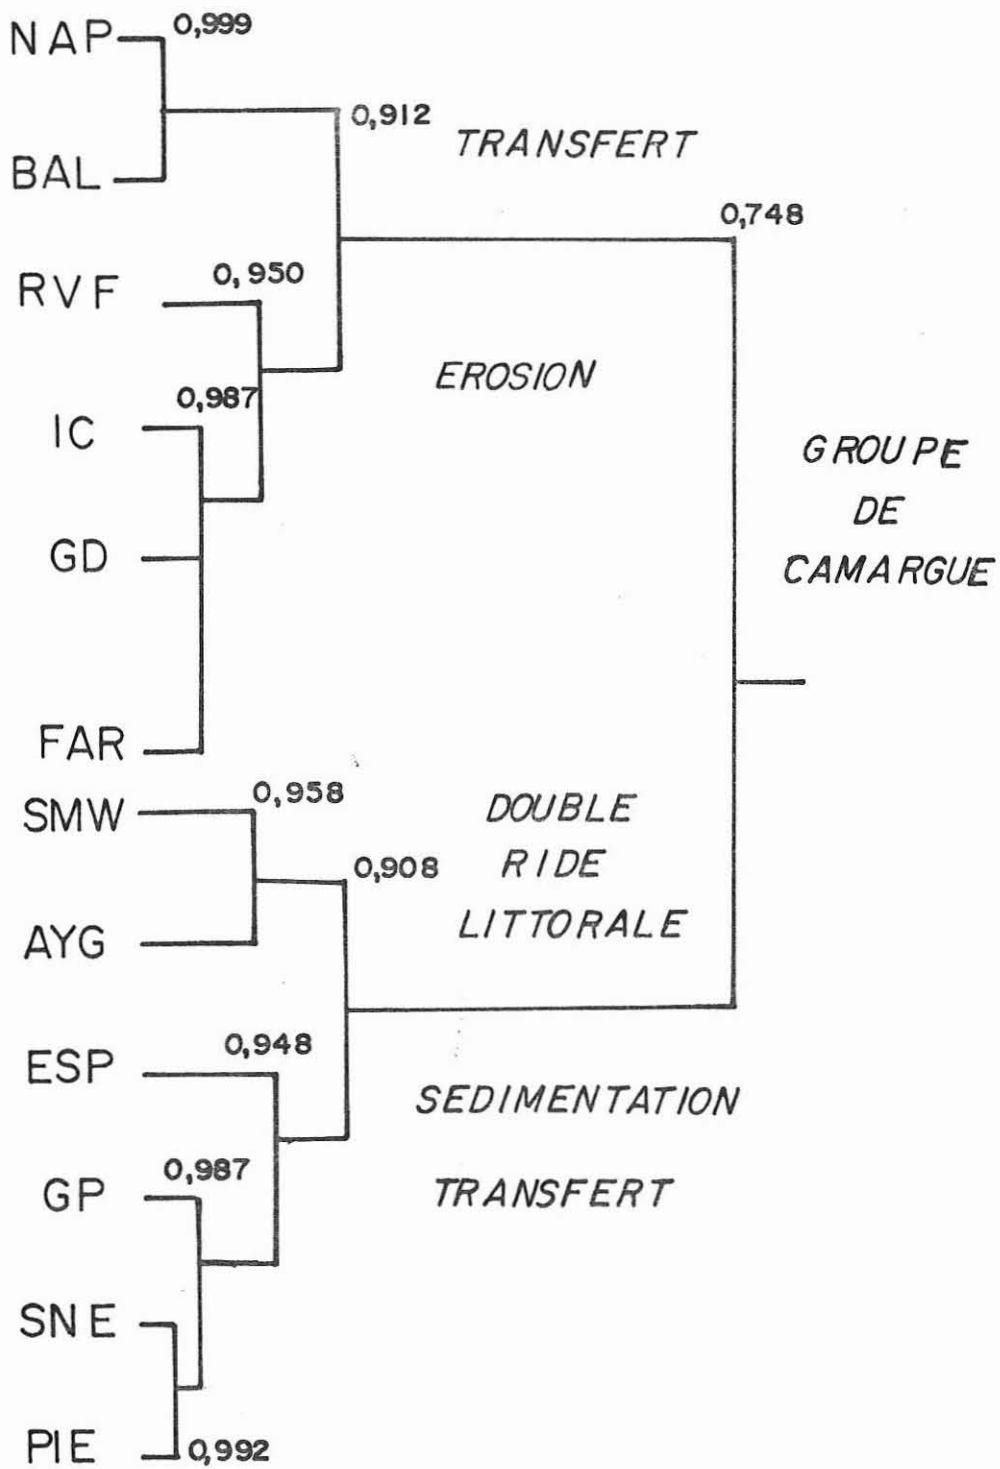 NAP
0,999
0,912
TRANSFERT
BAL
0,748
RVF
0,950
EROSION
0,987
IC
GROUPE
DE
CAMARGUE
GD
FAR
SMW
0,958
DOUBLE
RIDE
LITTORALE
0,908
AYG
ESP
0,948
SEDIMENTATION
GP
0,987
TRANSFERT
SNE
PIE
0,992